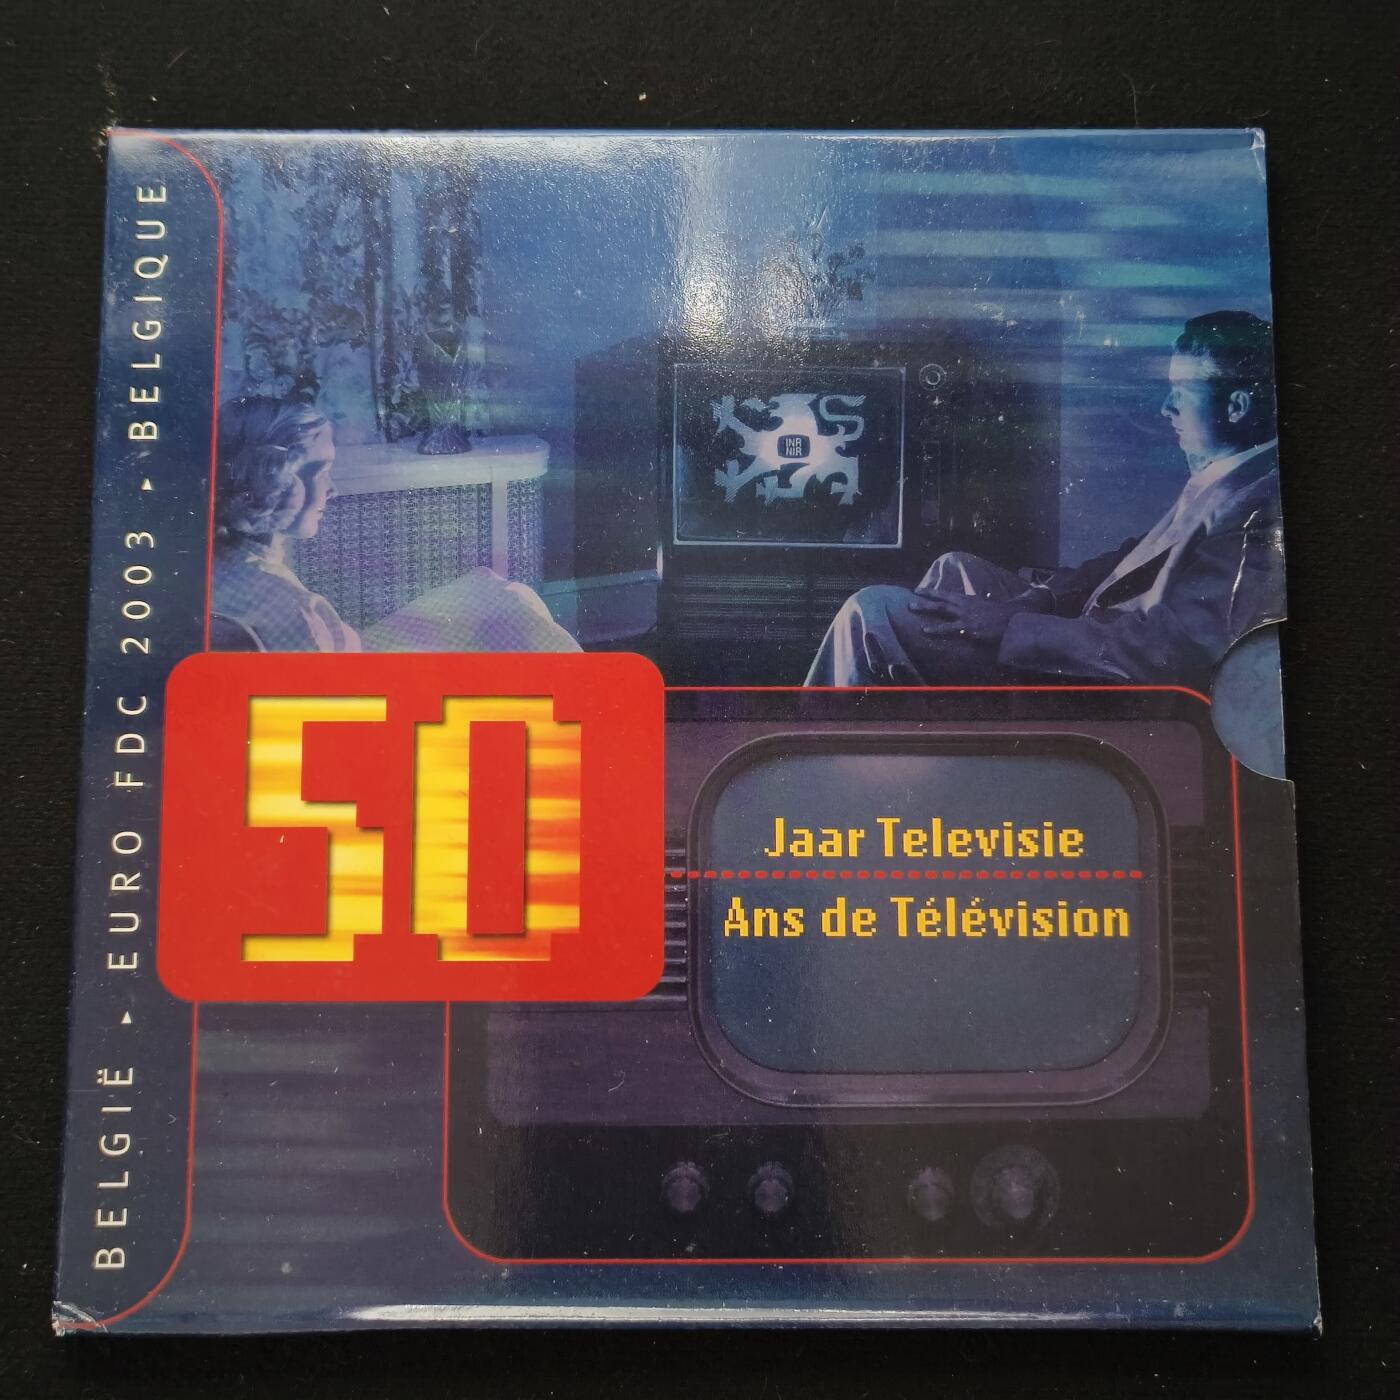 BELGIË ▸ EURO FDC 2003 ▸ BELGIQUE
INR
NIR
50
Jaar Televisie
Ans de Télévision